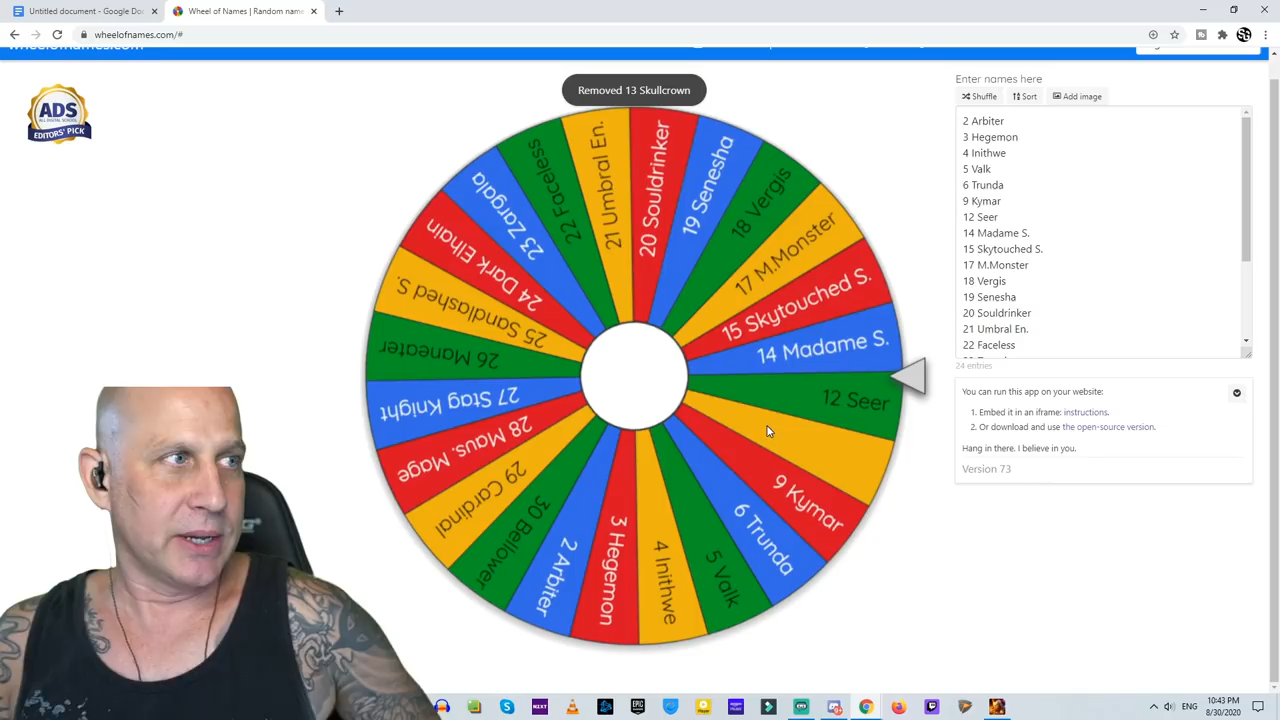 Untitled document - Google Do
Wheel of Names | Random name
wheelofnames.com/#
Removed 13 Skullcrown
ADS
ALL DIGITAL SCHOOL
EDITORS' PICK
Enter names here
Shuffle
Sort
Add image
2 Arbiter
3 Hegemon
4 Inithwe
5 Valk
6 Trunda
9 Kymar
12 Seer
14 Madame S.
15 Skytouched S.
17 M.Monster
18 Vergis
19 Senesha
20 Souldrinker
21 Umbral En.
22 Faceless
24 entries
You can run this app on your website:
1. Embed it in an iframe: instructions.
2. Or download and use the open-source version.
Hang in there. I believe in you.
Version 73
20 Souldrinker
19 Senesha
18 Vergis
17 M.Monster
15 Skytouched S.
14 Madame S.
12 Seer
9 Kymar
6 Trunda
5 Valk
4 Inithwe
3 Hegemon
2 Arbiter
30 Bellower
29 Cardinal
28 Maus. Mage
27 Stag Knight
26 Maneater
25 Sandlashed S.
24 Dark Elhain
23 Zargala
22 Faceless
21 Umbral En.
ENG
10:43 PM
8/30/2020